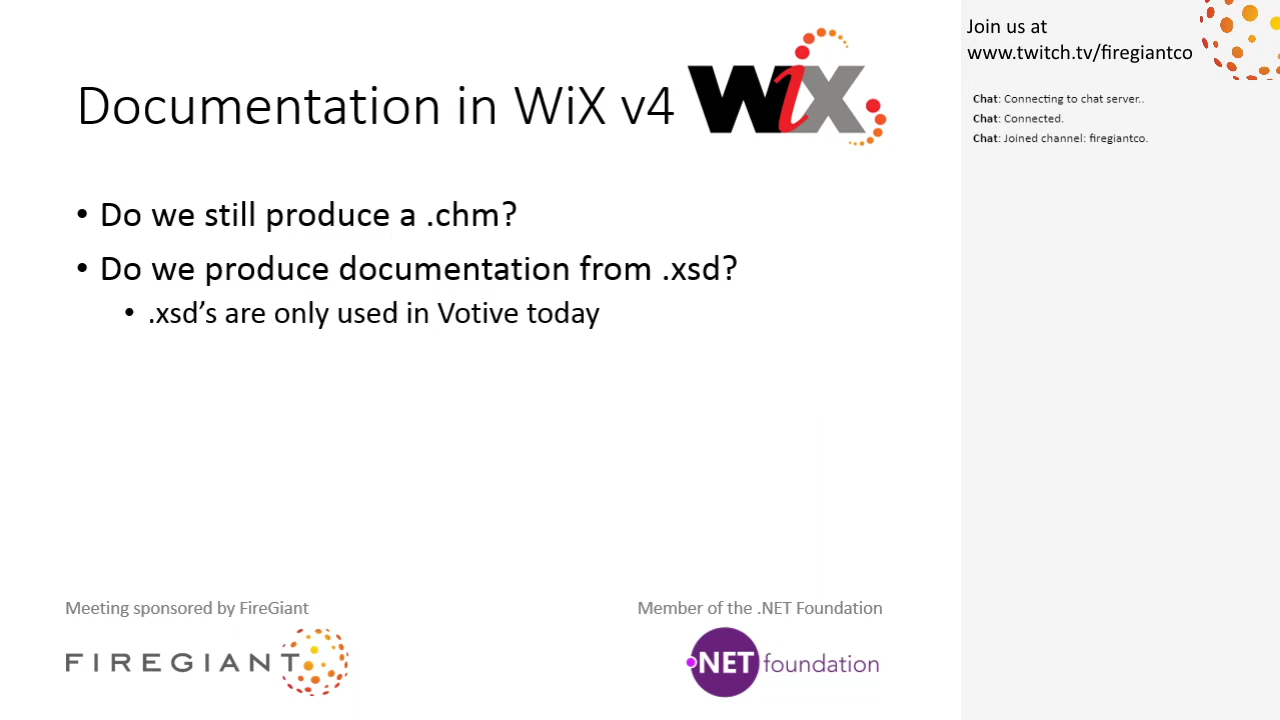 Documentation in WiX v4
WiX
• Do we still produce a .chm?
• Do we produce documentation from .xsd?
• .xsd’s are only used in Votive today
Meeting sponsored by FireGiant
FIREGIANT
Member of the .NET Foundation
.NET foundation
Join us at
www.twitch.tv/firegiantco
Chat: Connecting to chat server..
Chat: Connected.
Chat: Joined channel: firegiantco.